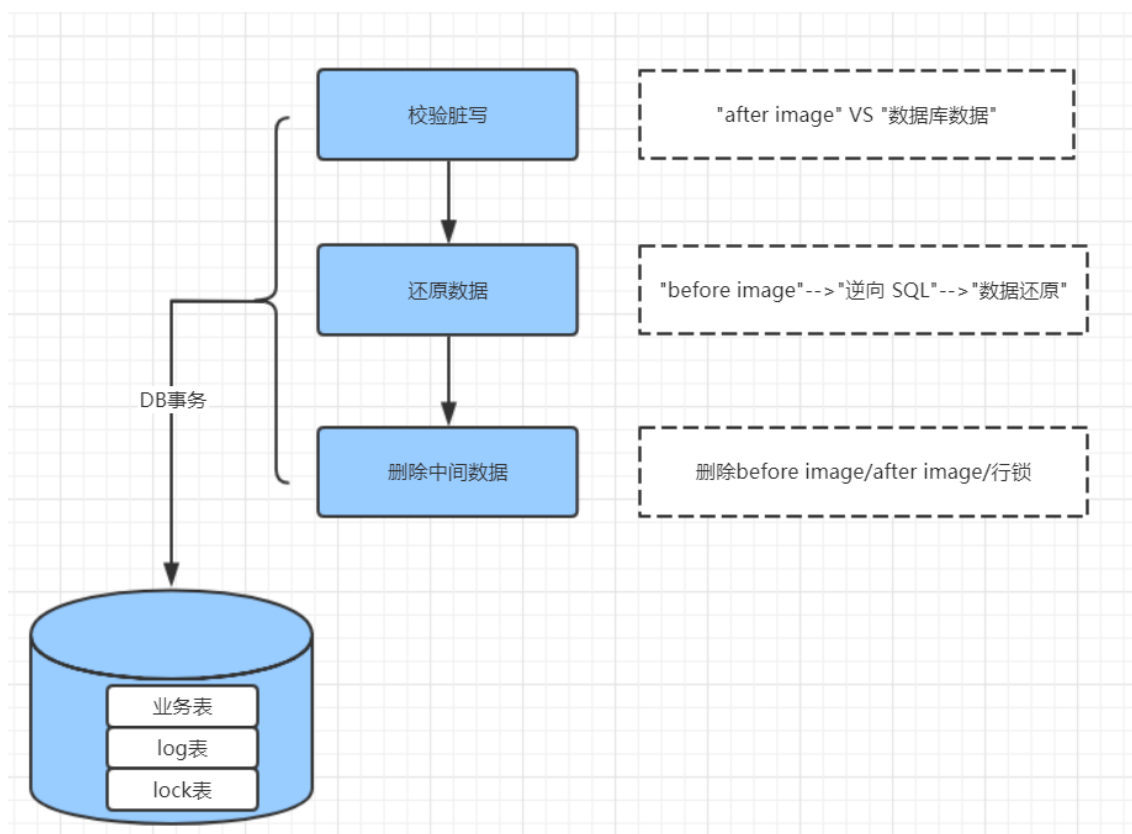 校验脏写
"after image" VS "数据库数据"
还原数据
"before image"-->"逆向 SQL"-->"数据还原"
DB事务
删除中间数据
删除before image/after image/行锁
业务表
log表
lock表